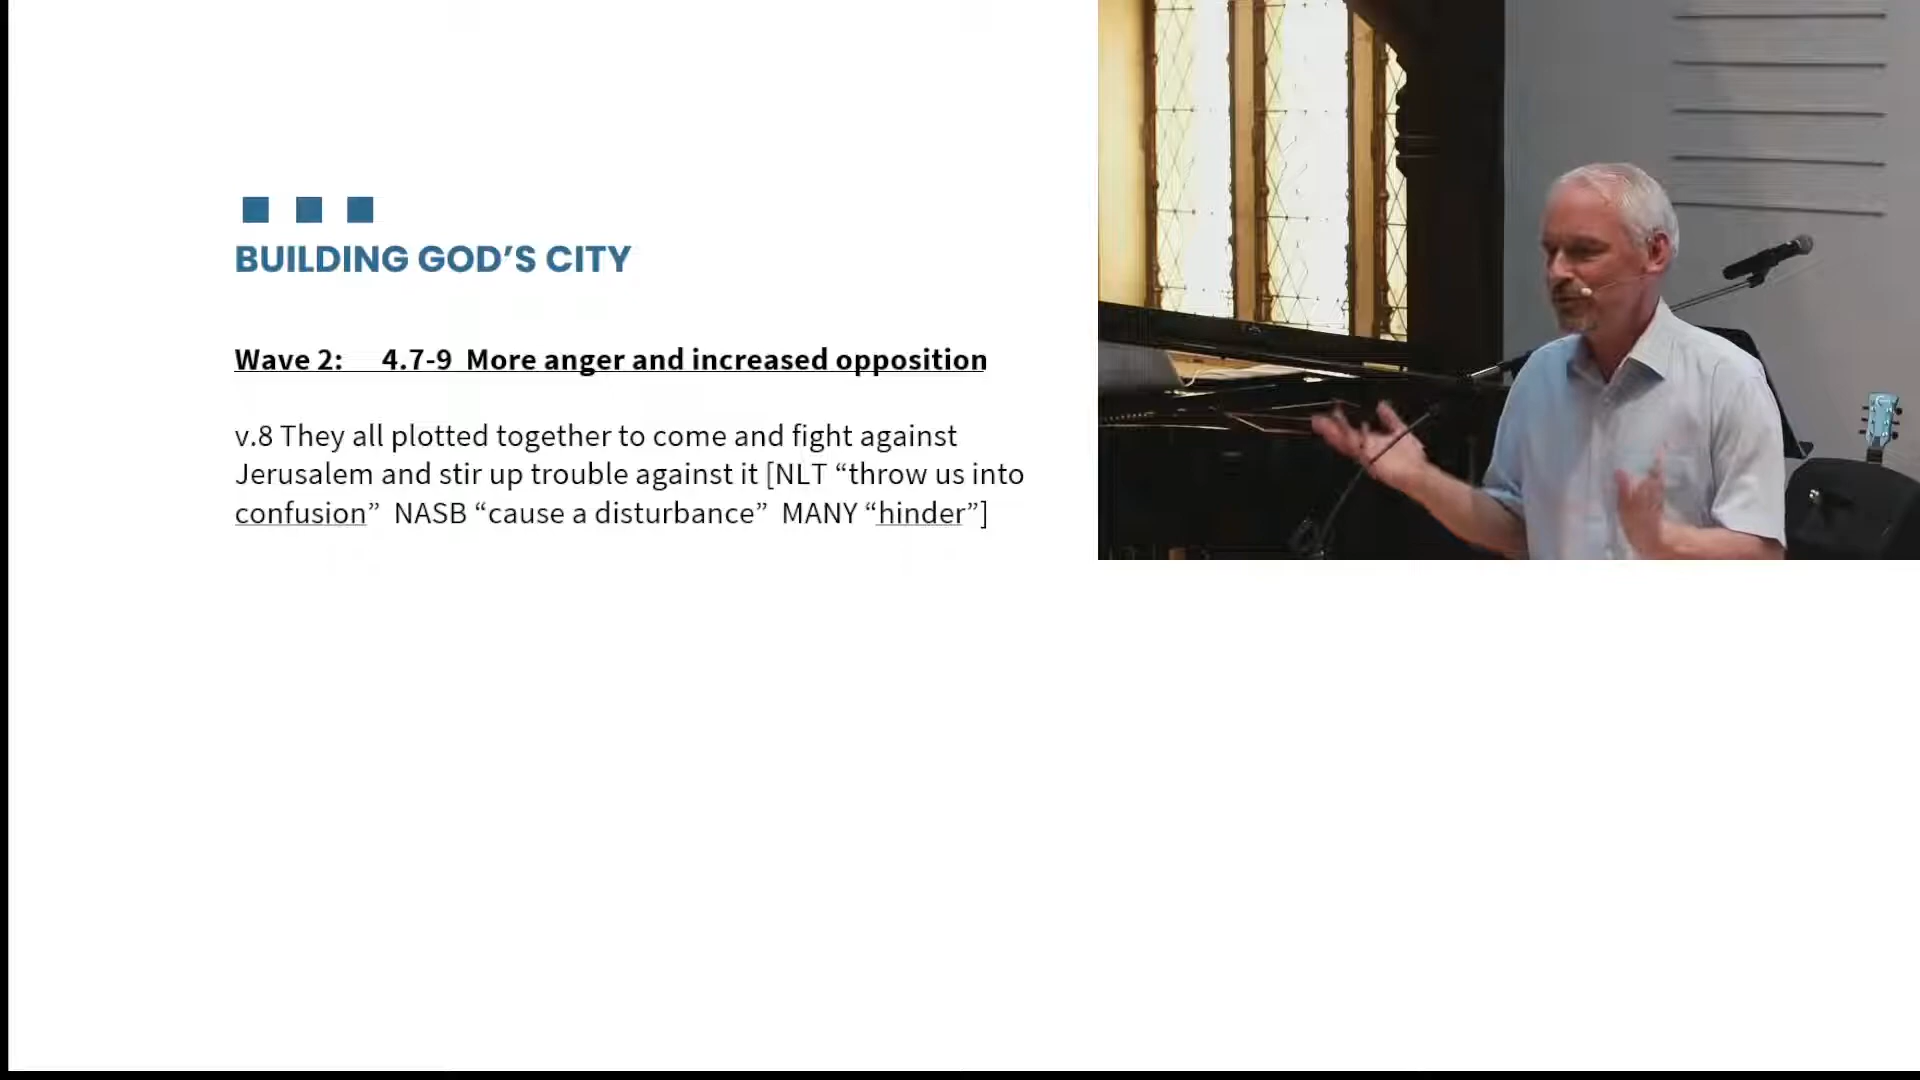 BUILDING GOD’S CITY
Wave 2: 4.7-9 More anger and increased opposition
v.8 They all plotted together to come and fight against
Jerusalem and stir up trouble against it [NLT “throw us into
confusion” NASB “cause a disturbance” MANY “hinder”]